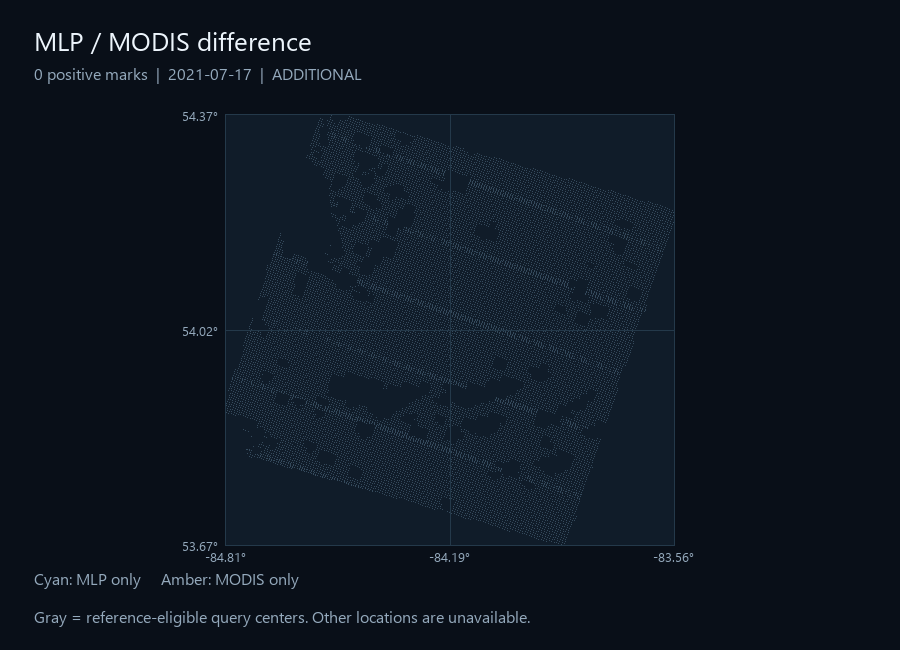 MLP / MODIS difference
0 positive marks | 2021-07-17 | ADDITIONAL
54.37°
54.02°
53.67°
-84.81° -84.19° -83.56°
Cyan: MLP only Amber: MODIS only
Gray = reference-eligible query centers. Other locations are unavailable.